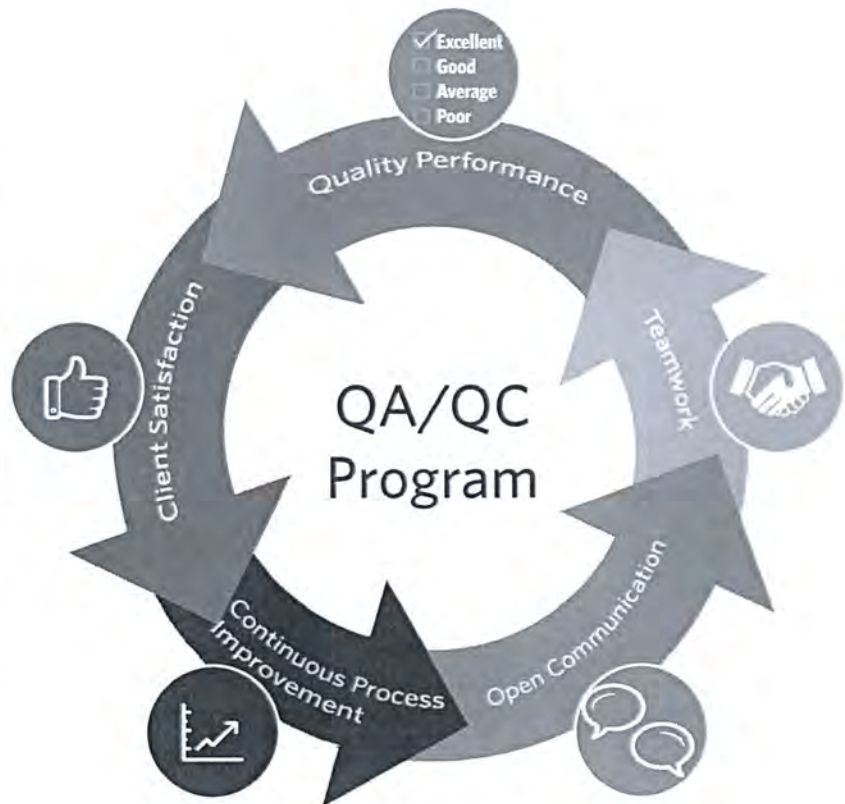 Excellent
Good
Average
Poor
Quality Performance
Teamwork
Client Satisfaction
QA/QC
Program
Continuous Process
Improvement
Open Communication